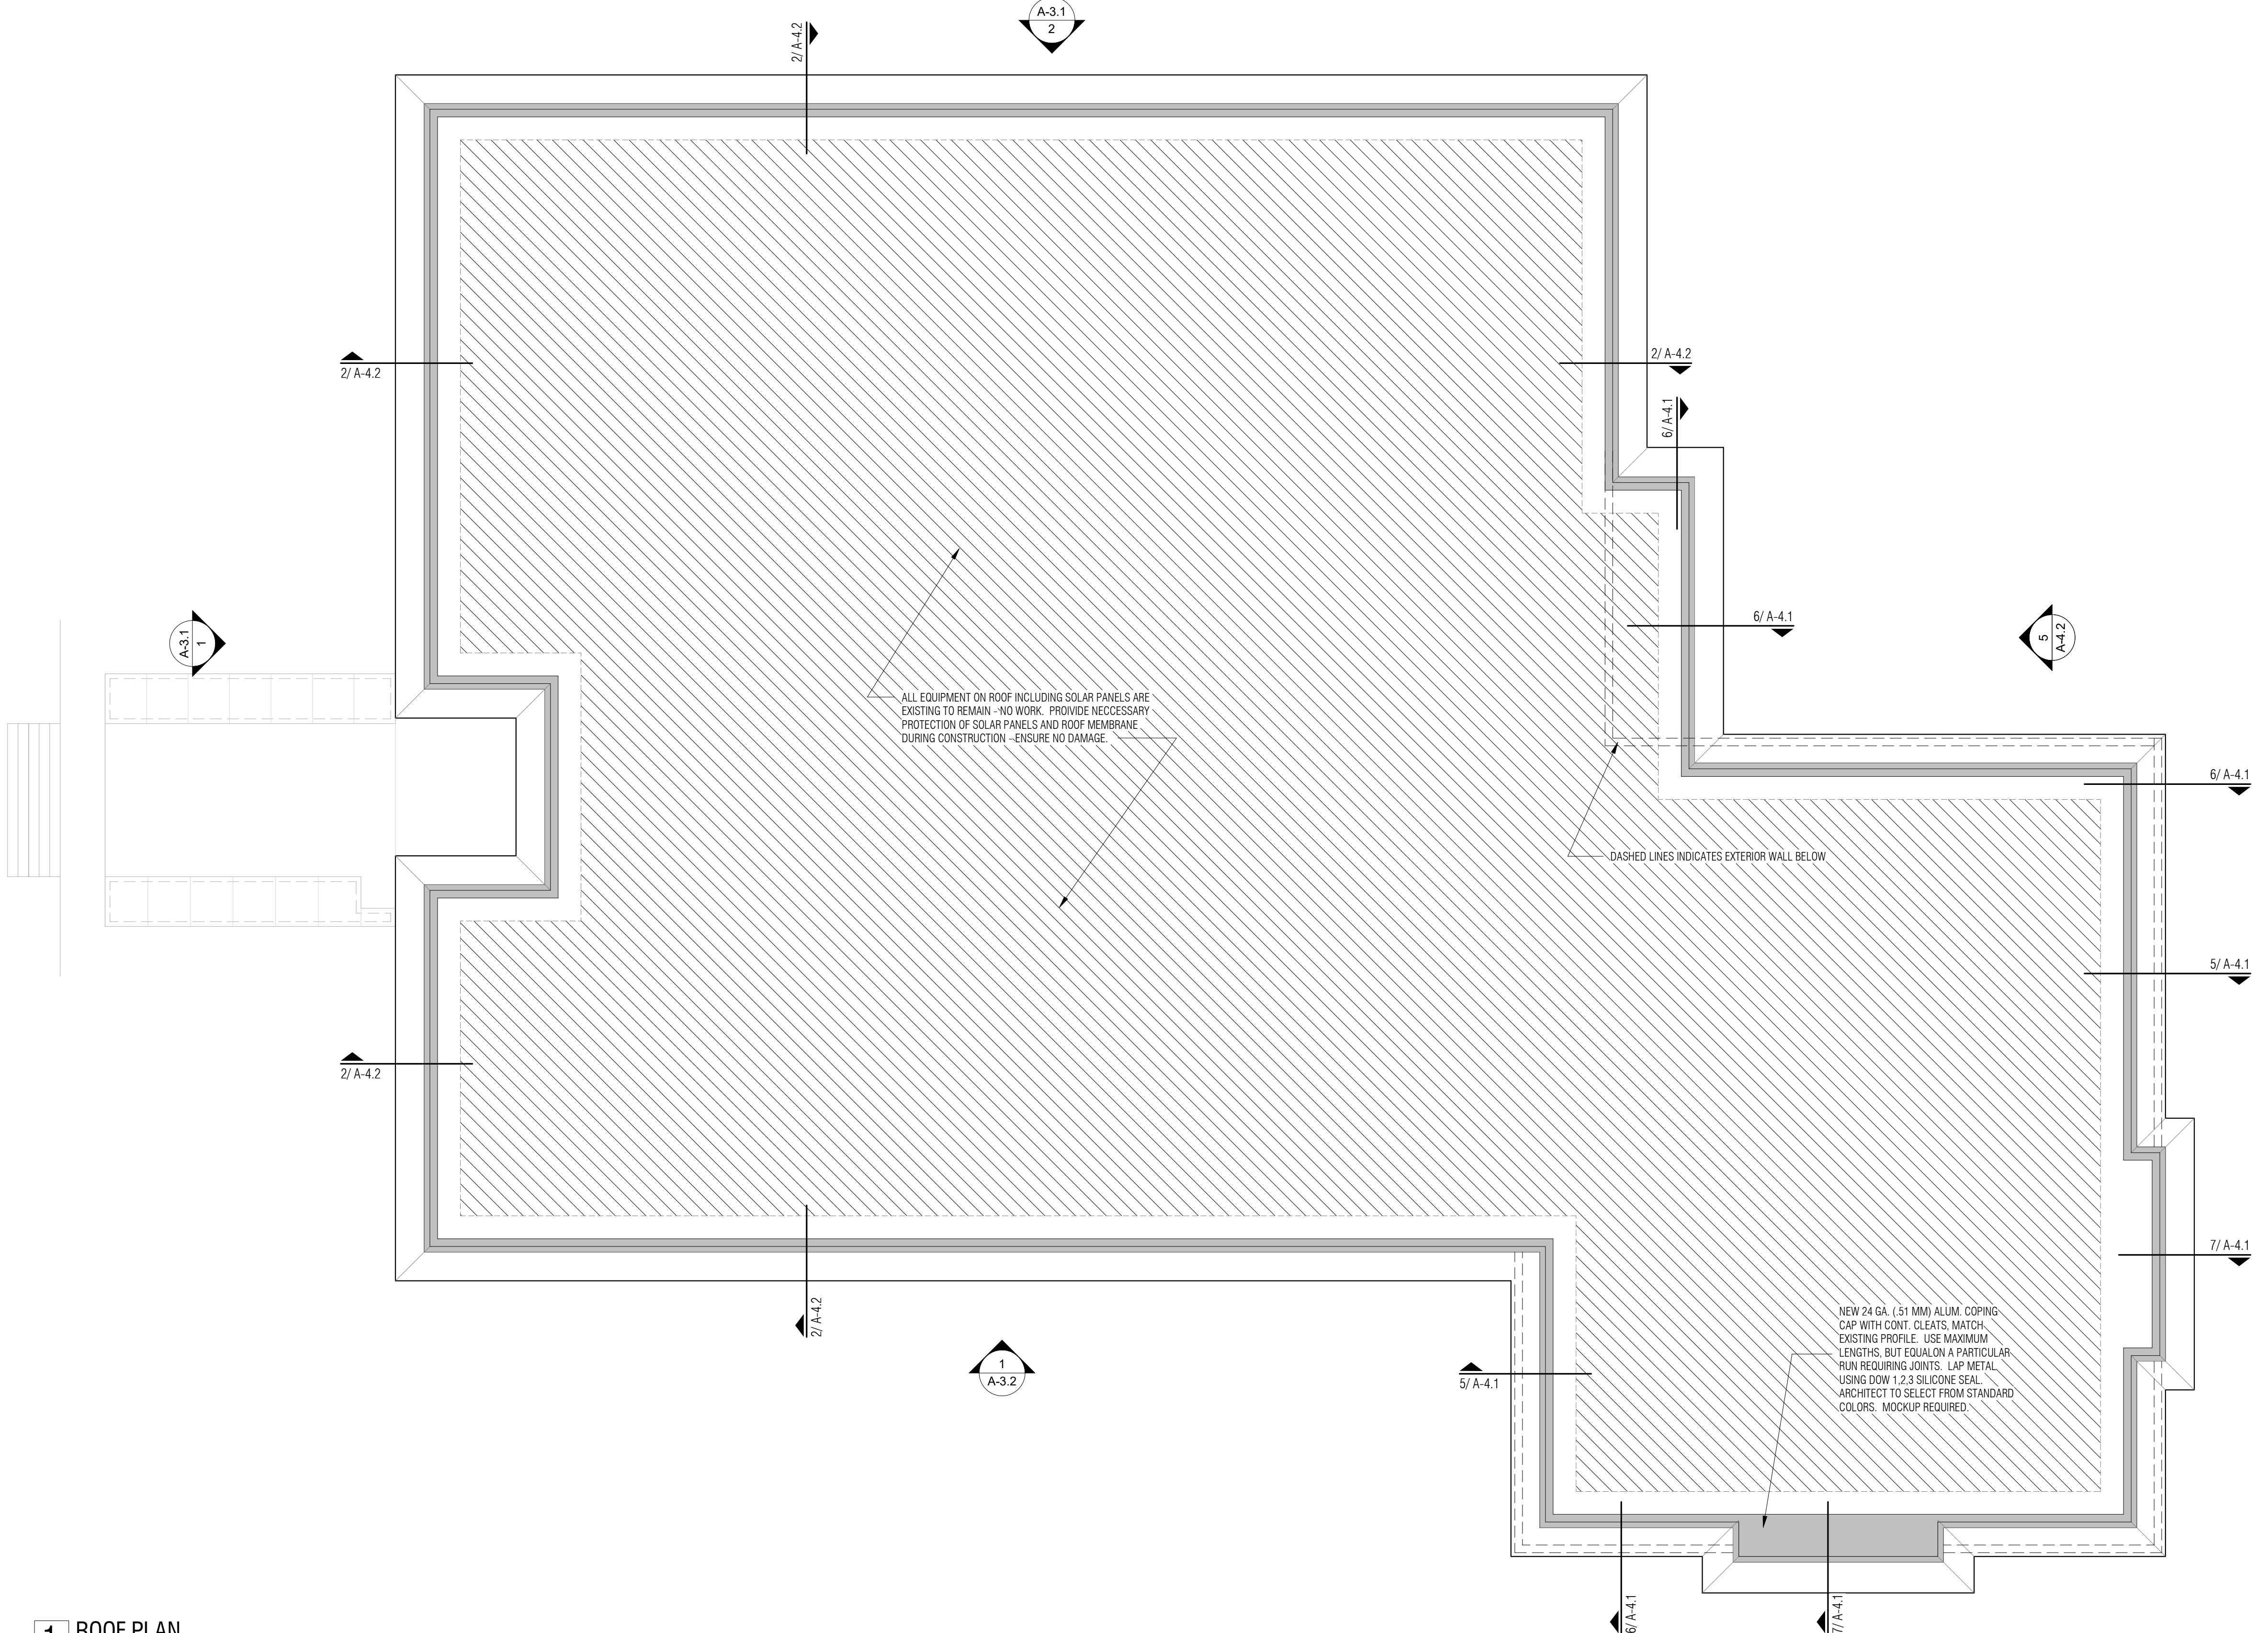 A-3.1
2
2/ A-4.2
2/ A-4.2
2/ A-4.2
6/ A-4.1
6/ A-4.1
A-3.1
1
5
A-4.2
ALL EQUIPMENT ON ROOF INCLUDING SOLAR PANELS ARE
EXISTING TO REMAIN - NO WORK. PROIVIDE NECCESSARY
PROTECTION OF SOLAR PANELS AND ROOF MEMBRANE
DURING CONSTRUCTION - ENSURE NO DAMAGE.
6/ A-4.1
DASHED LINES INDICATES EXTERIOR WALL BELOW
5/ A-4.1
2/ A-4.2
7/ A-4.1
2/ A-4.2
NEW 24 GA. (.51 MM) ALUM. COPING
CAP WITH CONT. CLEATS, MATCH
EXISTING PROFILE. USE MAXIMUM
LENGTHS, BUT EQUALON A PARTICULAR
RUN REQUIRING JOINTS. LAP METAL
USING DOW 1,2,3 SILICONE SEAL.
ARCHITECT TO SELECT FROM STANDARD
COLORS. MOCKUP REQUIRED.
1
A-3.2
5/ A-4.1
6/ A-4.1
7/ A-4.1
1 ROOF PLAN